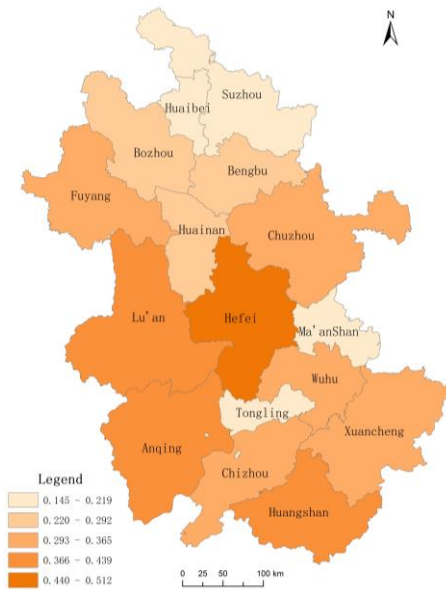 N
Suzhou
Huaibei
Bozhou
Bengbu
Fuyang
Huainan
Chuzhou
Lu'an
Hefei
Ma'anShan
Wuhu
Tongling
Xuancheng
Anqing
Chizhou
Huangshan
Legend
0.145 - 0.219
0.220 - 0.292
0.293 - 0.365
0.366 - 0.439
0.440 - 0.512
0 25 50 100 km